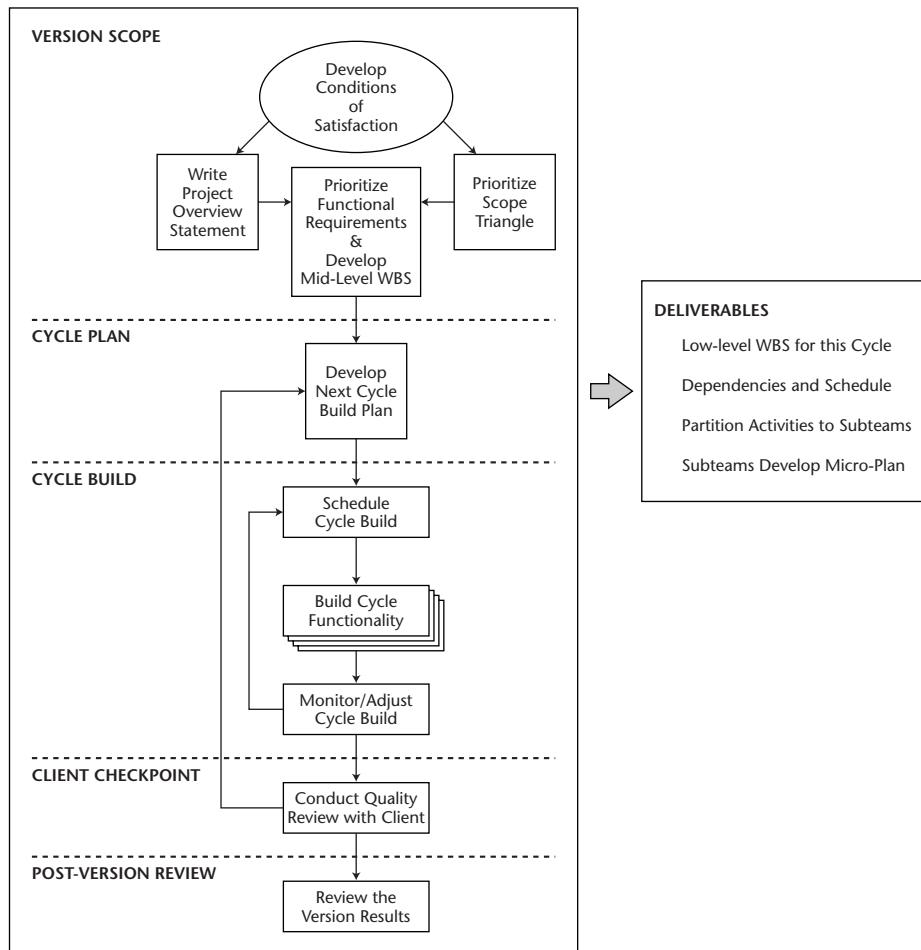 VERSION SCOPE
Develop
Conditions
of
Satisfaction
Write
Project
Overview
Statement
Prioritize
Functional
Requirements
&
Develop
Mid-Level WBS
Prioritize
Scope
Triangle
CYCLE PLAN
Develop
Next Cycle
Build Plan
CYCLE BUILD
Schedule
Cycle Build
Build Cycle
Functionality
Monitor/Adjust
Cycle Build
CLIENT CHECKPOINT
Conduct Quality
Review with Client
POST-VERSION REVIEW
Review the
Version Results
DELIVERABLES
Low-level WBS for this Cycle
Dependencies and Schedule
Partition Activities to Subteams
Subteams Develop Micro-Plan